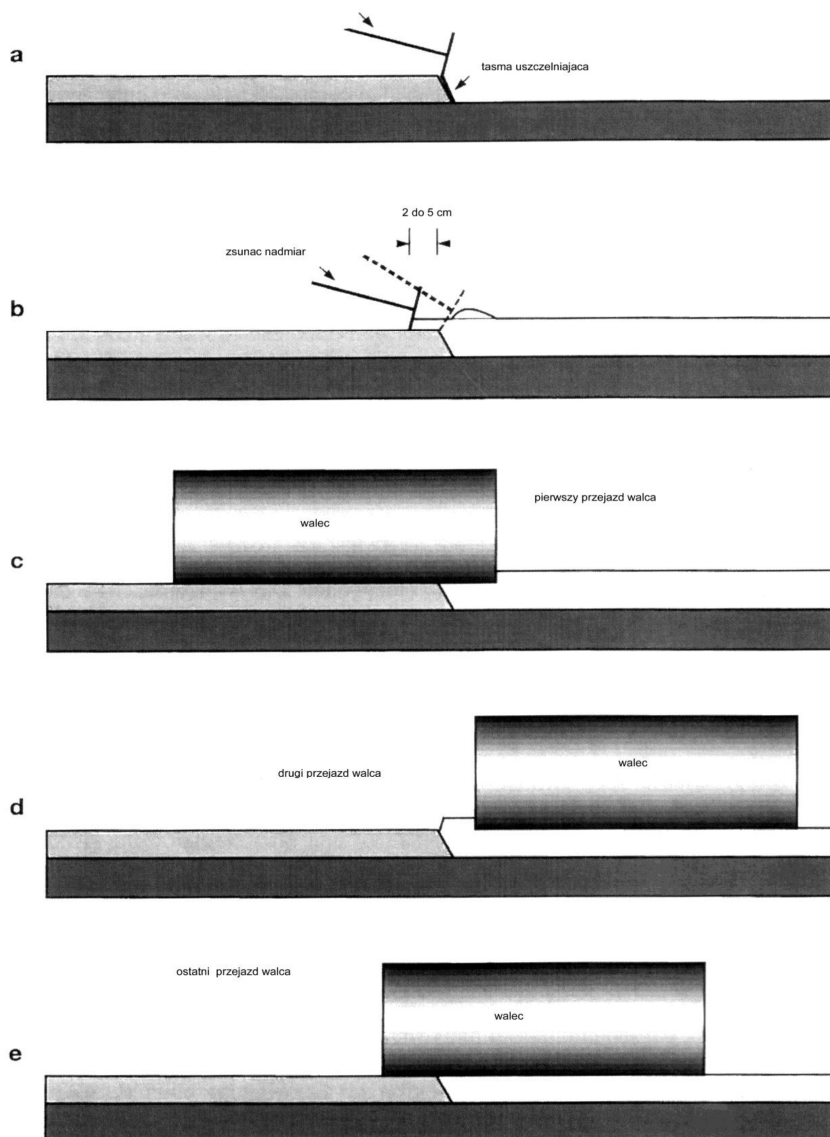 a
tasma uszczelniajaca
2 do 5 cm
zsunac nadmiar
b
walec
pierwszy przejazd walca
c
drugi przejazd walca
walec
d
ostatni przejazd walca
walec
e